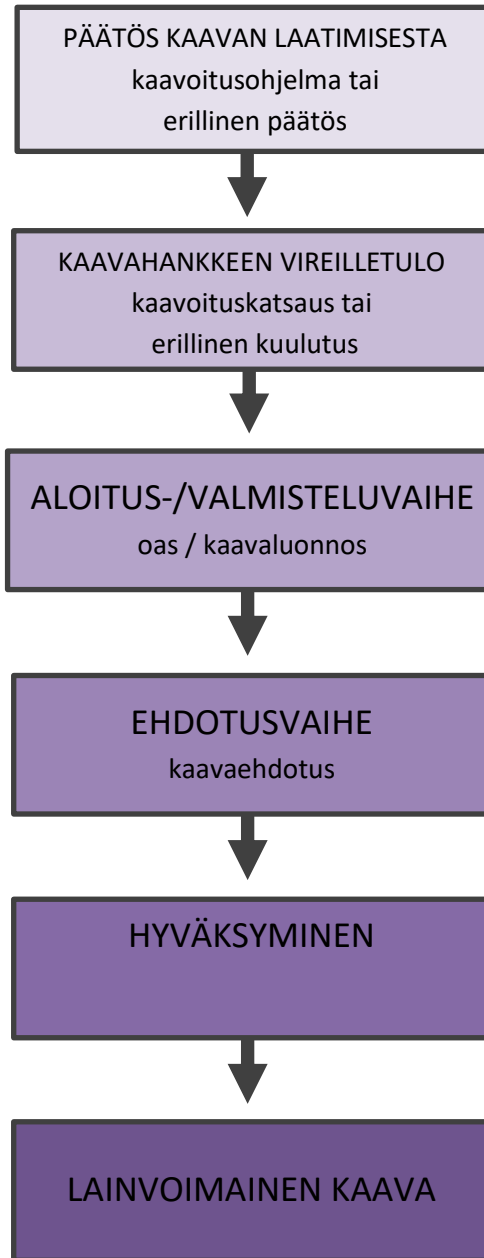 PÄÄTÖS KAAVAN LAATIMISESTA
kaavoitusohjelma tai
erillinen päätös
KAAVAHANKKEEN VIREILLETULO
kaavoituskatsaus tai
erillinen kuulutus
ALOITUS-/VALMISTELUVAIHE
oas / kaavaluonnos
EHDOTUSVAIHE
kaavaehdotus
HYVÄKSYMINEN
LAINVOIMAINEN KAAVA